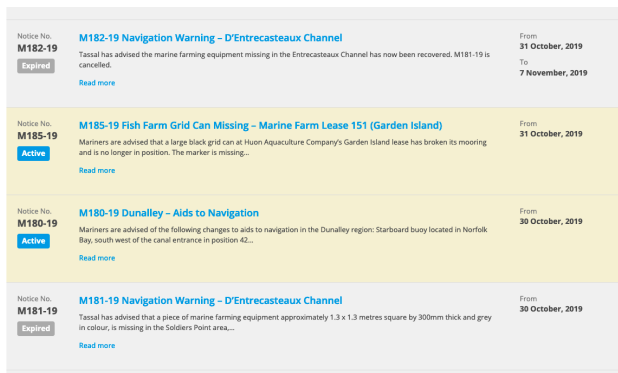 Notice No.
M182-19
Expired
M182-19 Navigation Warning – D’Entrecasteaux Channel
Tassal has advised the marine farming equipment missing in the Entrecasteaux Channel has now been recovered. M181-19 is
cancelled.
Read more
From
31 October, 2019
To
7 November, 2019
Notice No.
M185-19
Active
M185-19 Fish Farm Grid Can Missing – Marine Farm Lease 151 (Garden Island)
Mariners are advised that a large black grid can at Huon Aquaculture Company’s Garden Island lease has broken its mooring
and is no longer in position. The marker is missing...
Read more
From
31 October, 2019
Notice No.
M180-19
Active
M180-19 Dunalley – Aids to Navigation
Mariners are advised of the following changes to aids to navigation in the Dunalley region: Starboard buoy located in Norfolk
Bay, south west of the canal entrance in position 42...
Read more
From
30 October, 2019
Notice No.
M181-19
Expired
M181-19 Navigation Warning – D’Entrecasteaux Channel
Tassal has advised that a piece of marine farming equipment approximately 1.3 x 1.3 metres square by 300mm thick and grey
in colour, is missing in the Soldiers Point area,...
Read more
From
30 October, 2019